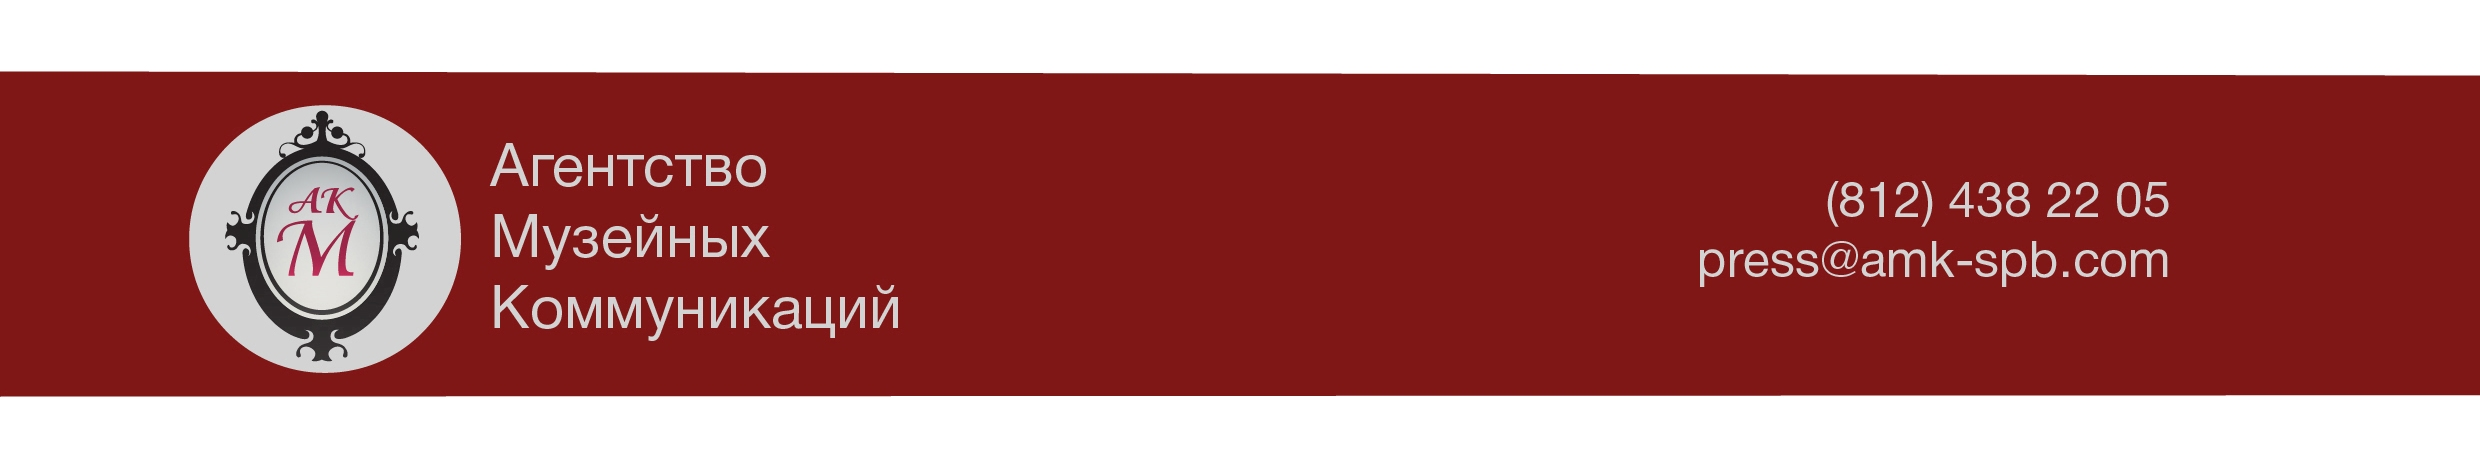 АК
М
Агентство
Музейных
Коммуникаций
(812) 438 22 05
press@amk-spb.com